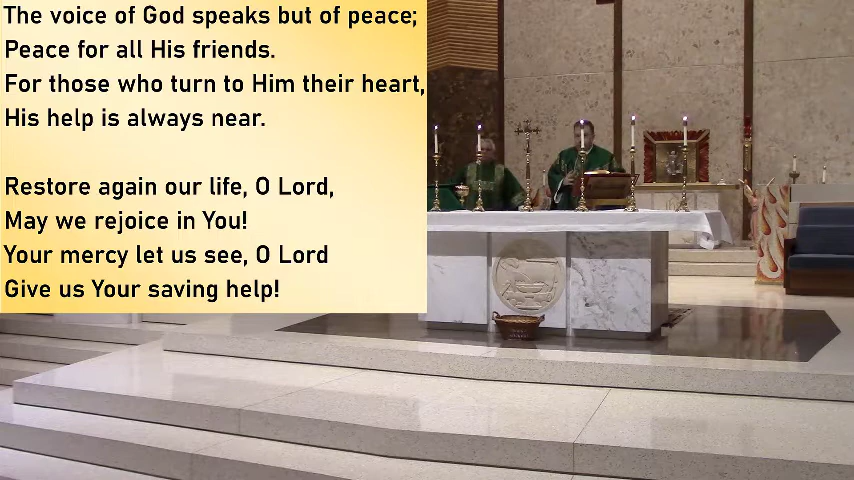 The voice of God speaks but of peace;
Peace for all His friends.
For those who turn to Him their heart,
His help is always near.
Restore again our life, O Lord,
May we rejoice in You!
Your mercy let us see, O Lord
Give us Your saving help!